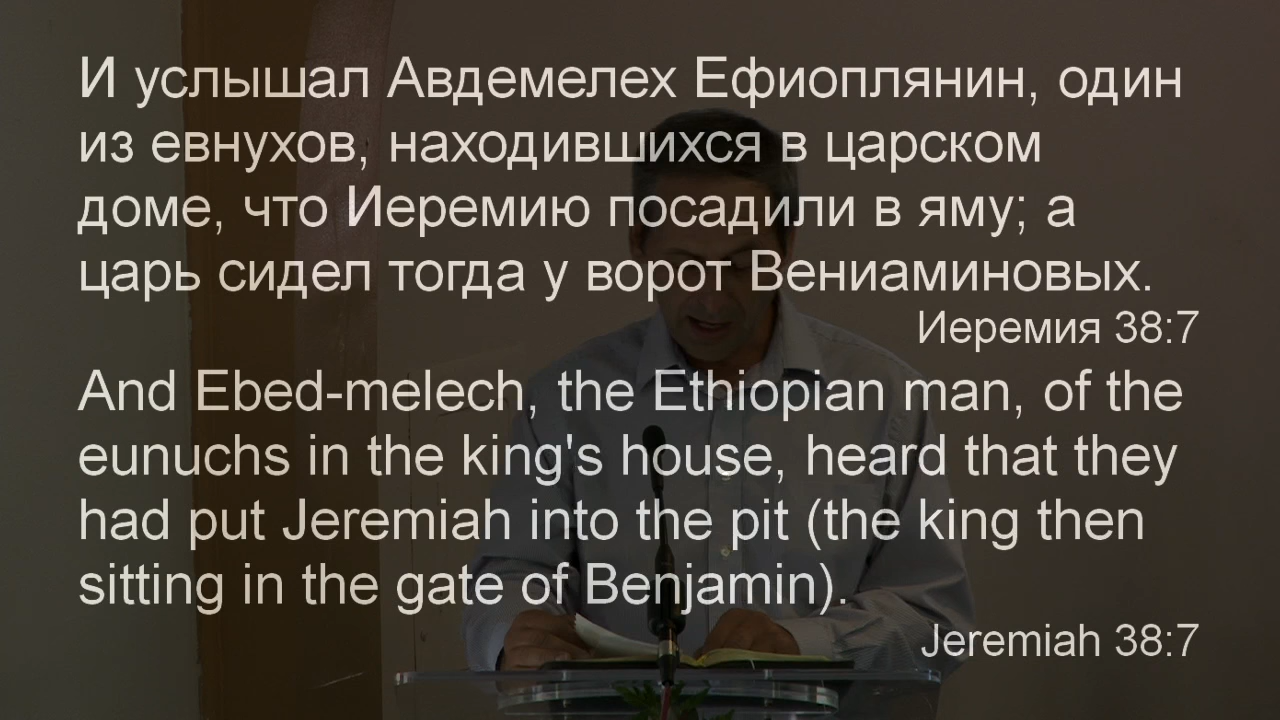 И услышал Авдемелех Ефиоплянин, один
из евнухов, находившихся в царском
доме, что Иеремию посадили в яму; а
царь сидел тогда у ворот Вениаминовых.
Иеремия 38:7
And Ebed-melech, the Ethiopian man, of the
eunuchs in the king's house, heard that they
had put Jeremiah into the pit (the king then
sitting in the gate of Benjamin).
Jeremiah 38:7